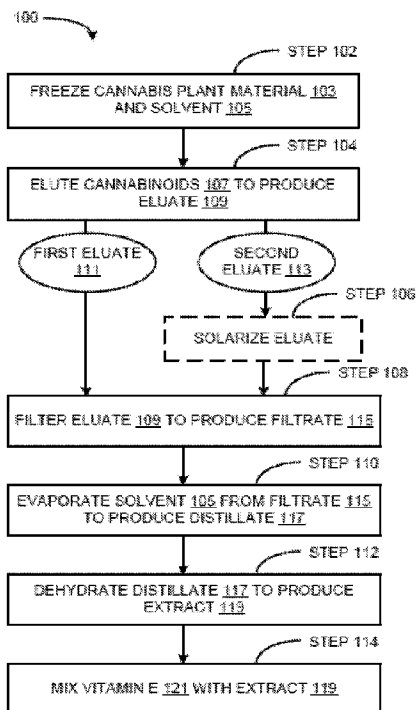 100
STEP 102
FREEZE CANNABIS PLANT MATERIAL 103
AND SOLVENT 105
STEP 104
ELUTE CANNABINOIDS 107 TO PRODUCE
ELUATE 109
FIRST ELUATE
111
SECOND
ELUATE 113
STEP 106
SOLARIZE ELUATE
STEP 108
FILTER ELUATE 109 TO PRODUCE FILTRATE 115
STEP 110
EVAPORATE SOLVENT 105 FROM FILTRATE 115
TO PRODUCE DISTILLATE 117
STEP 112
DEHYDRATE DISTILLATE 117 TO PRODUCE
EXTRACT 119
STEP 114
MIX VITAMIN E 121 WITH EXTRACT 119